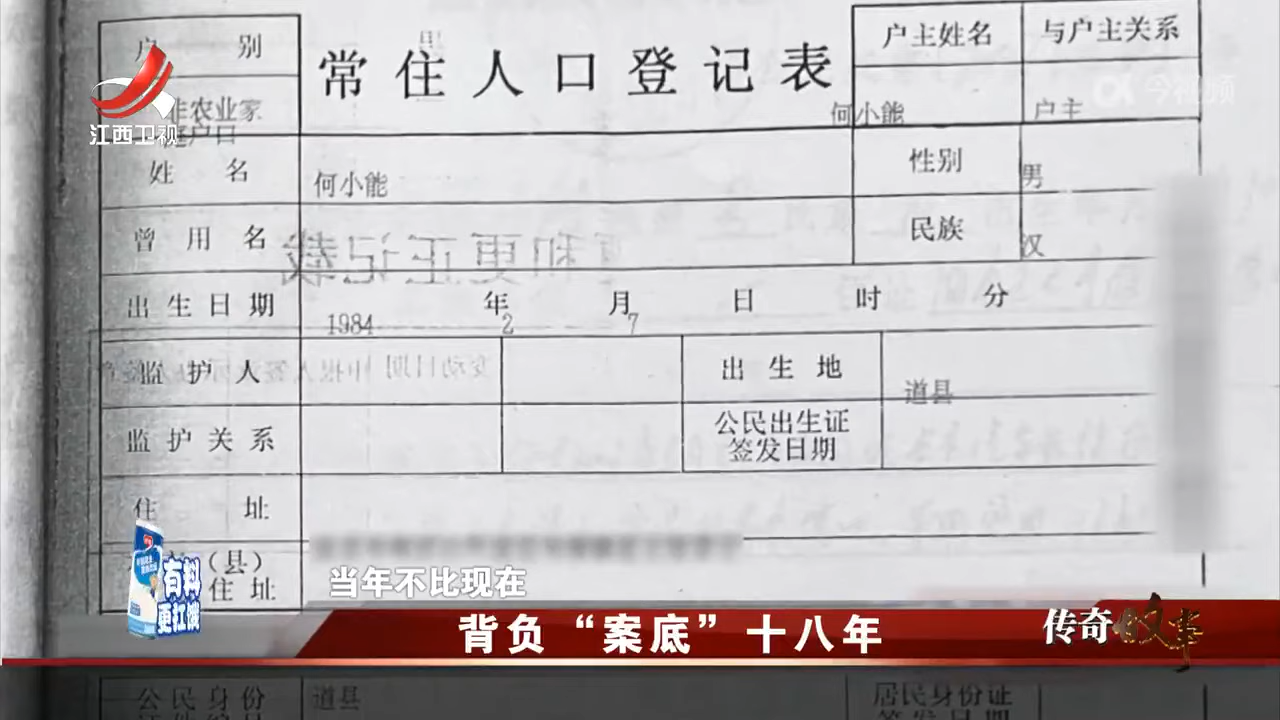 户 别
常住人口登记表
户主姓名
与户主关系
今视频
江西卫视
非农业家
庭户口
何小能
户主
姓 名
何小能
性别
男
曾用名
民族
汉
出生日期
1984 年 2 月 7 日 时 分
监护人
出生地
道县
监护关系
公民出生证
签发日期
住 址
(县)
住址
当年不比现在
有料
更扛饿
背负“案底”十八年
传奇故事
公民身份
道县
居民身份证